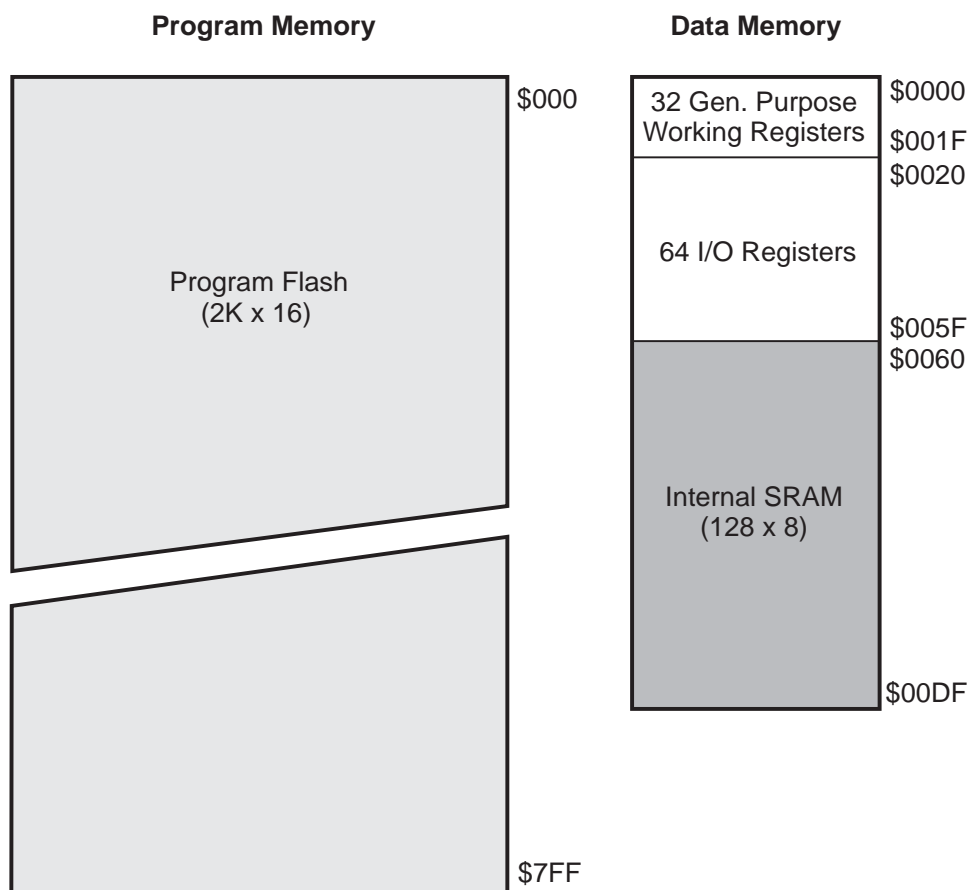 Program Memory
$000
Program Flash
(2K x 16)
$7FF
Data Memory
32 Gen. Purpose
Working Registers
$0000
$001F
$0020
64 I/O Registers
$005F
$0060
Internal SRAM
(128 x 8)
$00DF